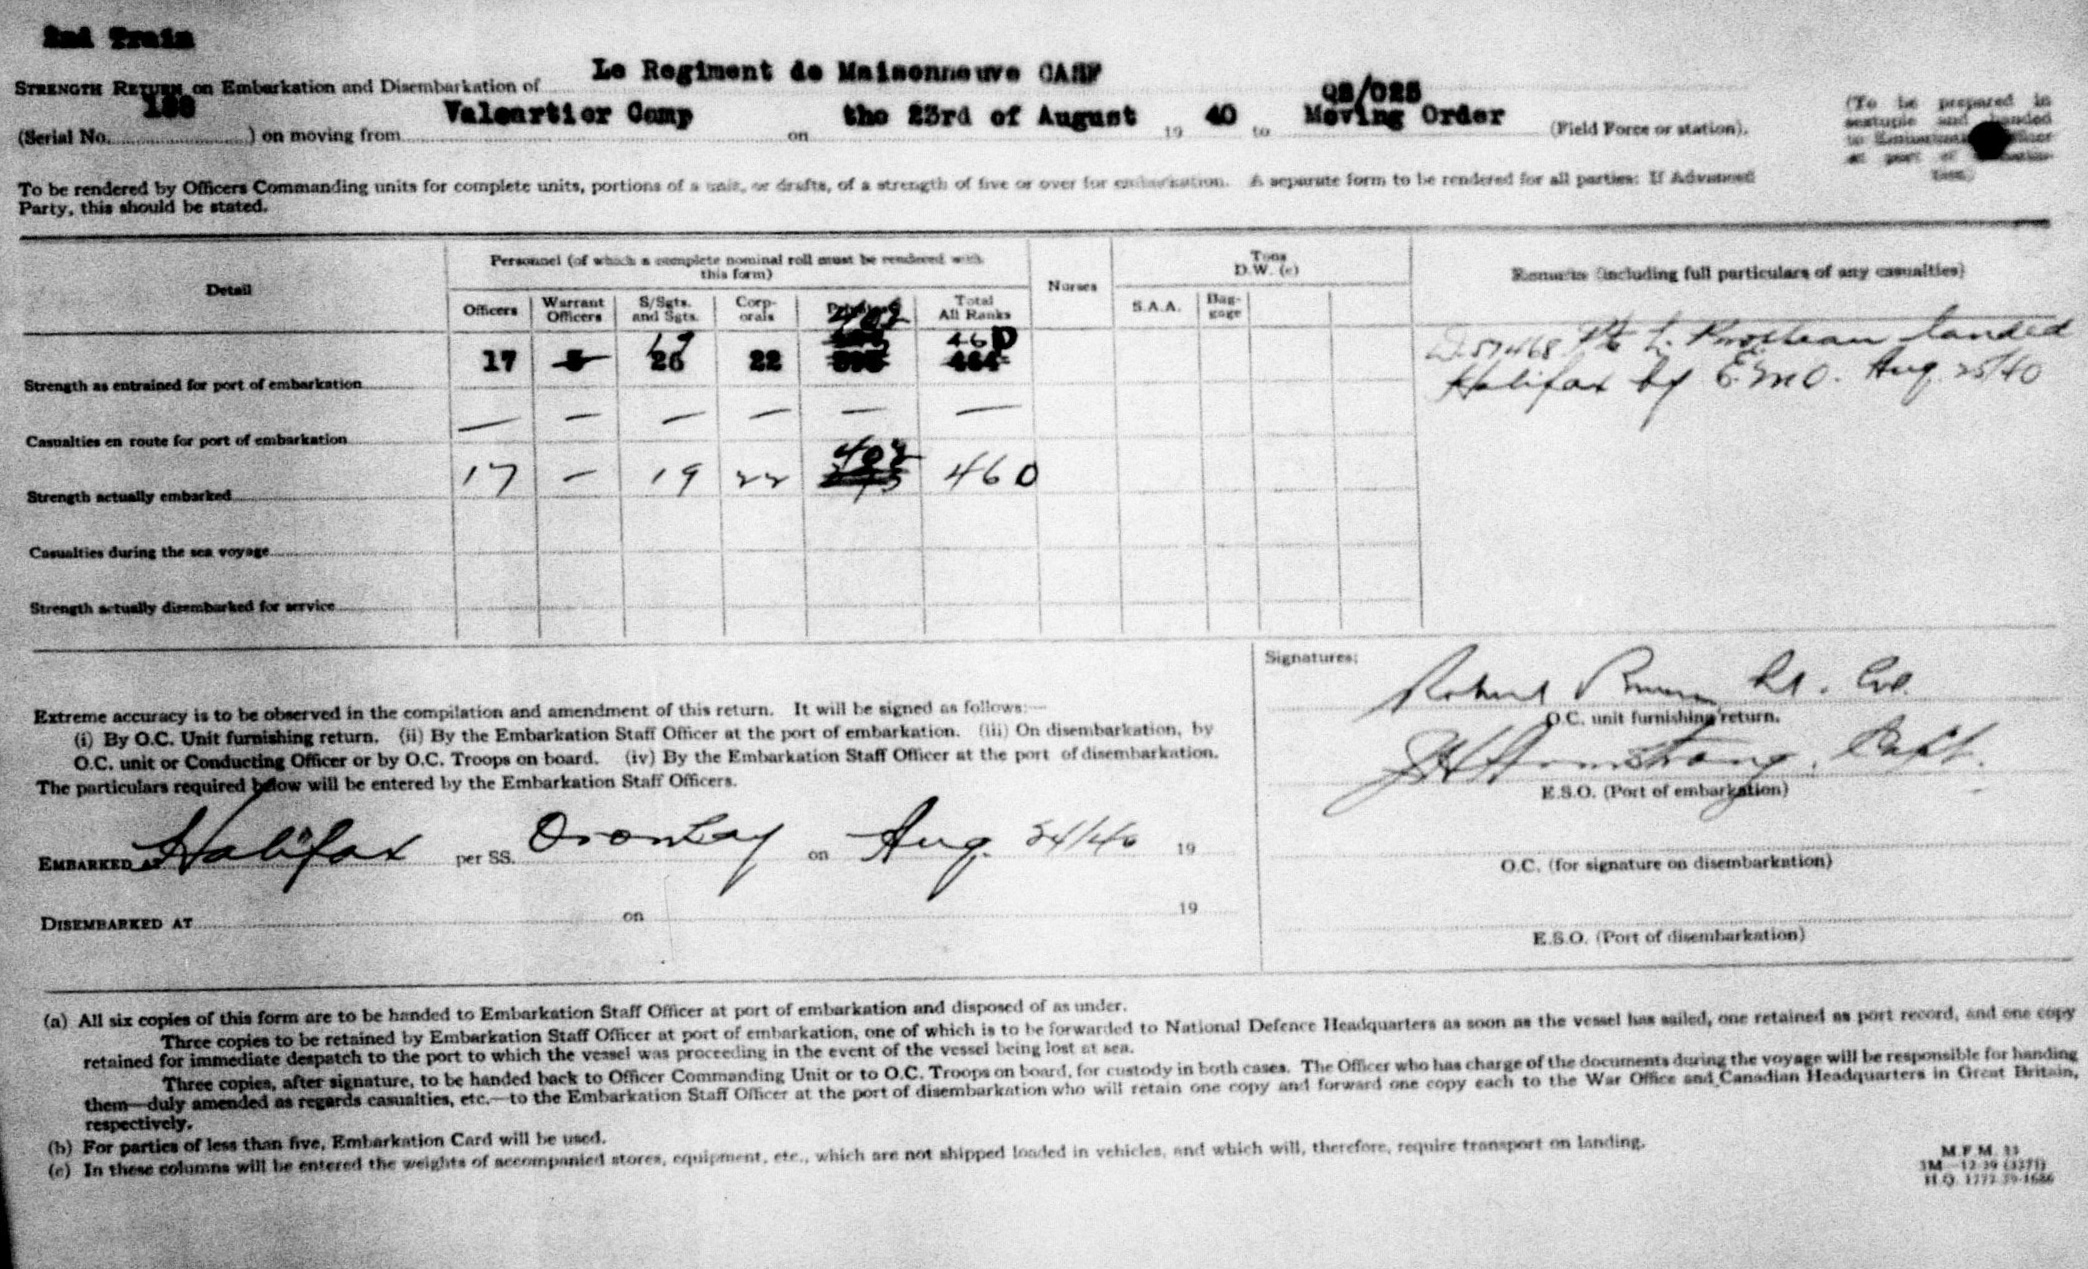 2nd Train
STRENGTH RETURN on Embarkation and Disembarkation of Le Regiment de Maisonneuve CASF
(Serial No. ) on moving from Valcartier Camp on the 23rd of August 19 40 to QS/025 Moving Order (Field Force or station).
(To be prepared in
sextuple and handed
to Embarkation Officer
at port of
To be rendered by Officers Commanding units for complete units, portions of a unit, or drafts, of a strength of five or over for embarkation. A separate form to be rendered for all parties: If Advanced
Party, this should be stated.
Detail
Personnel (of which a complete nominal roll must be rendered with
this form)
Nurses
Tons
D.W. (c)
Remarks (including full particulars of any casualties)
Officers Warrant Officers S/Sgts. and Sgts. Corp-orals Total All Ranks S.A.A. Bag-gage
402
19 460
Strength as entrained for port of embarkation 17 5 26 22 464
Casualties en route for port of embarkation — — — — — —
402
Strength actually embarked 17 — 19 22 460
Casualties during the sea voyage
Strength actually disembarked for service
landed
Halifax by E.M.O. Aug. 25/40
Signatures:
Robert Lt. Col.
O.C. unit furnishing return.
Armstrong, Capt.
E.S.O. (Port of embarkation)
O.C. (for signature on disembarkation)
E.S.O. (Port of disembarkation)
Extreme accuracy is to be observed in the compilation and amendment of this return. It will be signed as follows:—
(i) By O.C. Unit furnishing return. (ii) By the Embarkation Staff Officer at the port of embarkation. (iii) On disembarkation, by
O.C. unit or Conducting Officer or by O.C. Troops on board. (iv) By the Embarkation Staff Officer at the port of disembarkation.
The particulars required below will be entered by the Embarkation Staff Officers.
EMBARKED AT Halifax per SS. Oronsay on Aug. 24/40 19
DISEMBARKED AT on 19
(a) All six copies of this form are to be handed to Embarkation Staff Officer at port of embarkation and disposed of as under.
Three copies to be retained by Embarkation Staff Officer at port of embarkation, one of which is to be forwarded to National Defence Headquarters as soon as the vessel has sailed, one retained as port record, and one copy
retained for immediate despatch to the port to which the vessel was proceeding in the event of the vessel being lost at sea.
Three copies, after signature, to be handed back to Officer Commanding Unit or to O.C. Troops on board, for custody in both cases. The Officer who has charge of the documents during the voyage will be responsible for handing
them—duly amended as regards casualties, etc.—to the Embarkation Staff Officer at the port of disembarkation who will retain one copy and forward one copy each to the War Office and Canadian Headquarters in Great Britain,
respectively.
(b) For parties of less than five, Embarkation Card will be used.
(c) In these columns will be entered the weights of accompanied stores, equipment, etc., which are not shipped loaded in vehicles, and which will, therefore, require transport on landing.
M.F.M. 33
3M—12-39 (3371)
H.Q. 1772-39-1686